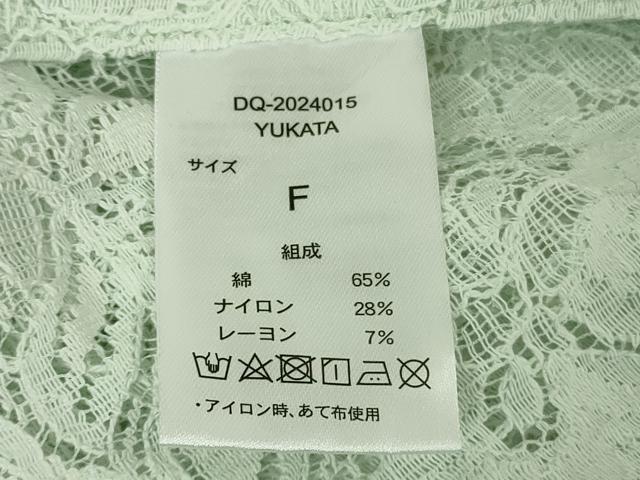 DQ-2024015
YUKATA
サイズ
F
組成
綿 65%
ナイロン 28%
レーヨン 7%
・アイロン時、あて布使用